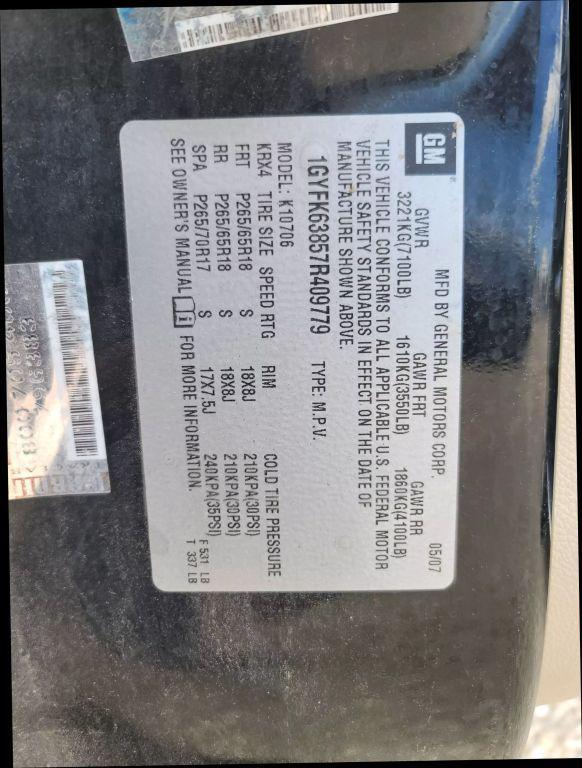 GM
MFD BY GENERAL MOTORS CORP. 05/07
GVWR GAWR FRT GAWR RR
3221KG(7100LB) 1610KG(3550LB) 1860KG(4100LB)
THIS VEHICLE CONFORMS TO ALL APPLICABLE U.S. FEDERAL MOTOR
VEHICLE SAFETY STANDARDS IN EFFECT ON THE DATE OF
MANUFACTURE SHOWN ABOVE.
1GYFK63857R409779 TYPE: M.P.V.
MODEL: K10706
KRX4 TIRE SIZE SPEED RTG RIM COLD TIRE PRESSURE
FRT P265/65R18 S 18X8J 210KPA(30PSI)
RR P265/65R18 S 18X8J 210KPA(30PSI)
SPA P265/70R17 S 17X7.5J 240KPA(35PSI) F 531 LB
SEE OWNER'S MANUAL FOR MORE INFORMATION. T 337 LB